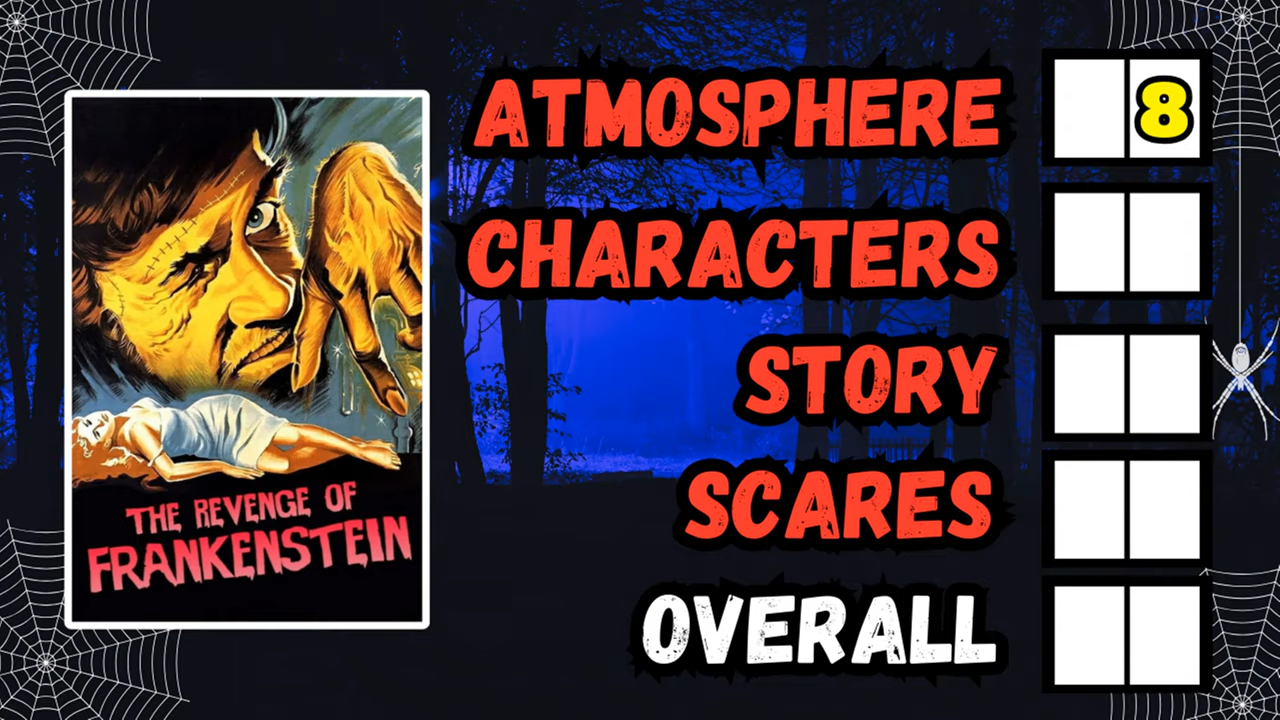 THE REVENGE OF
FRANKENSTEIN
ATMOSPHERE 8
CHARACTERS
STORY
SCARES
OVERALL